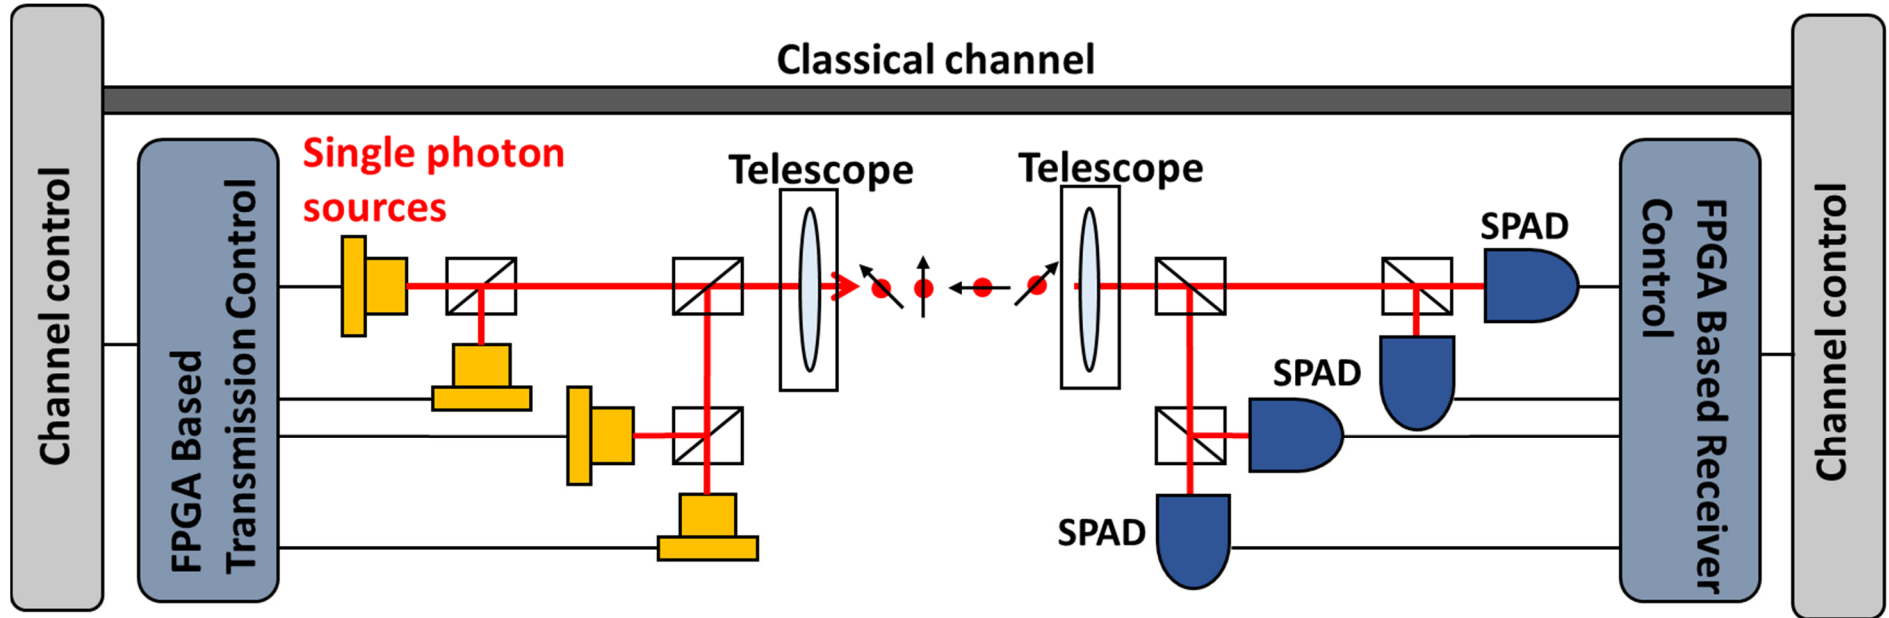 Classical channel
Channel control
FPGA Based
Transmission Control
Single photon
sources
Telescope
Telescope
SPAD
SPAD
SPAD
FPGA Based Receiver
Control
Channel control